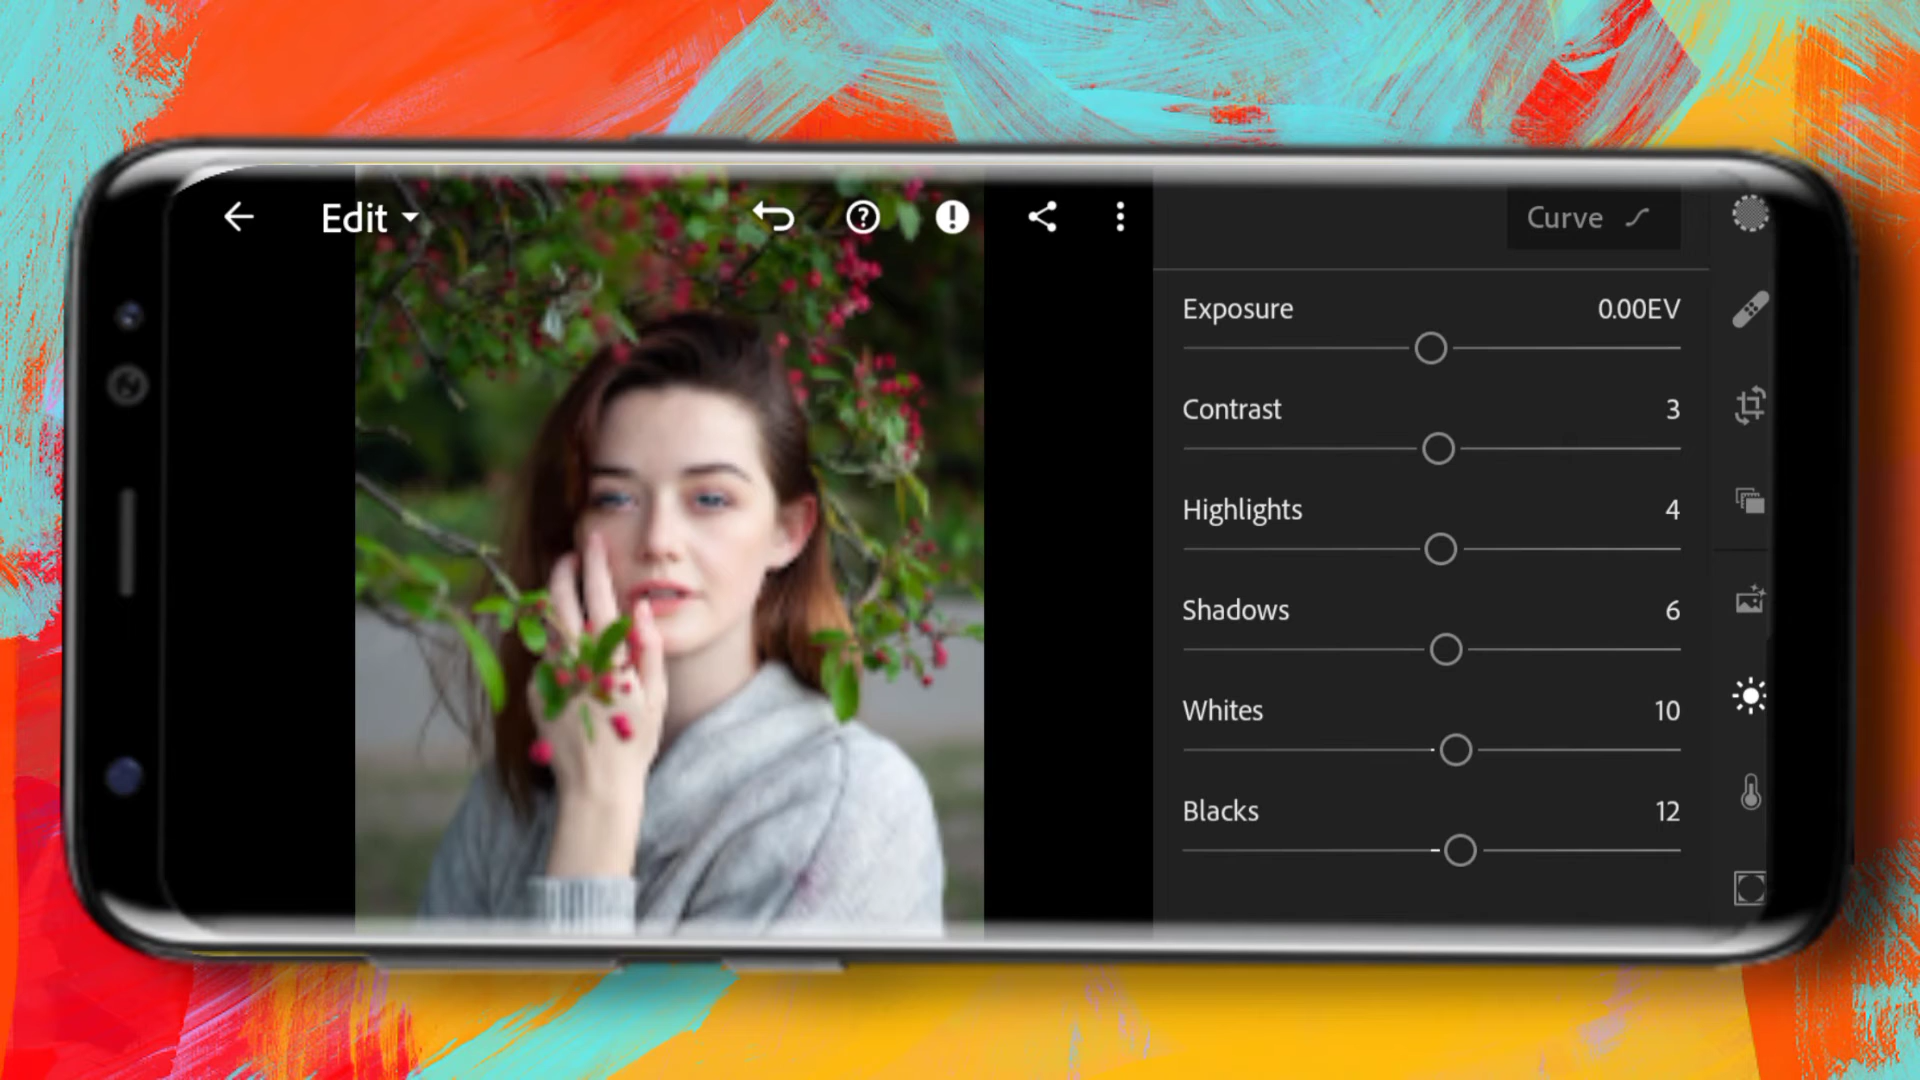 Edit
Curve
Exposure 0.00EV
Contrast 3
Highlights 4
Shadows 6
Whites 10
Blacks 12